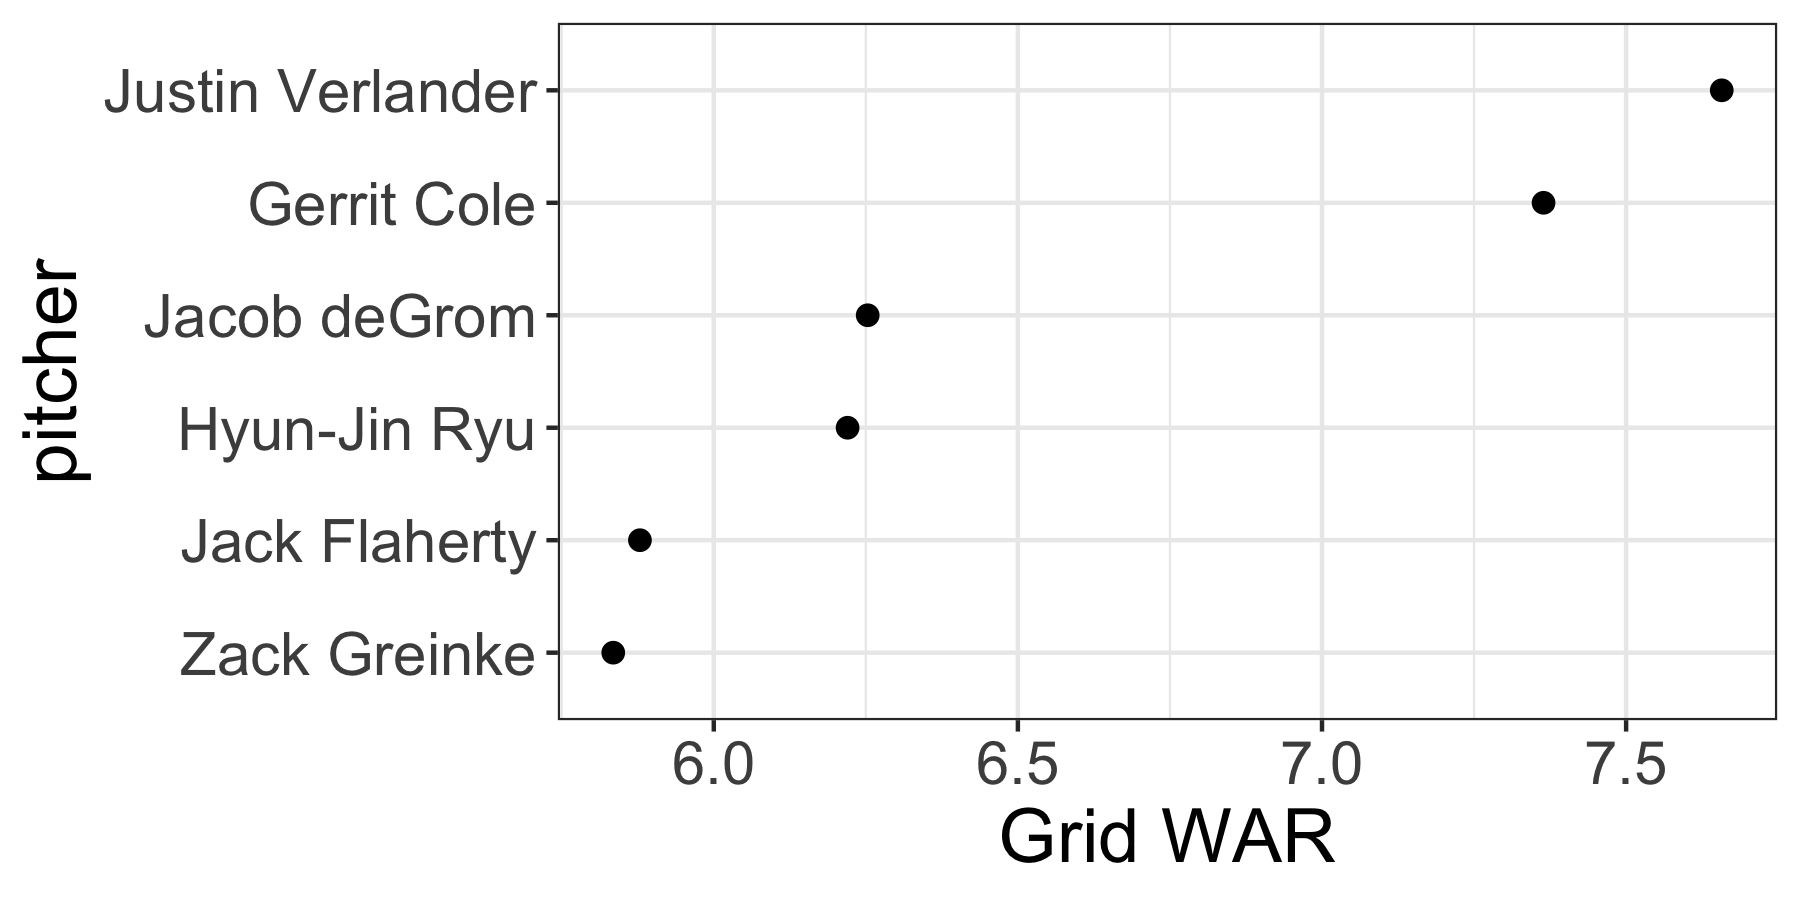 pitcher
Justin Verlander
Gerrit Cole
Jacob deGrom
Hyun-Jin Ryu
Jack Flaherty
Zack Greinke
6.0 6.5 7.0 7.5
Grid WAR